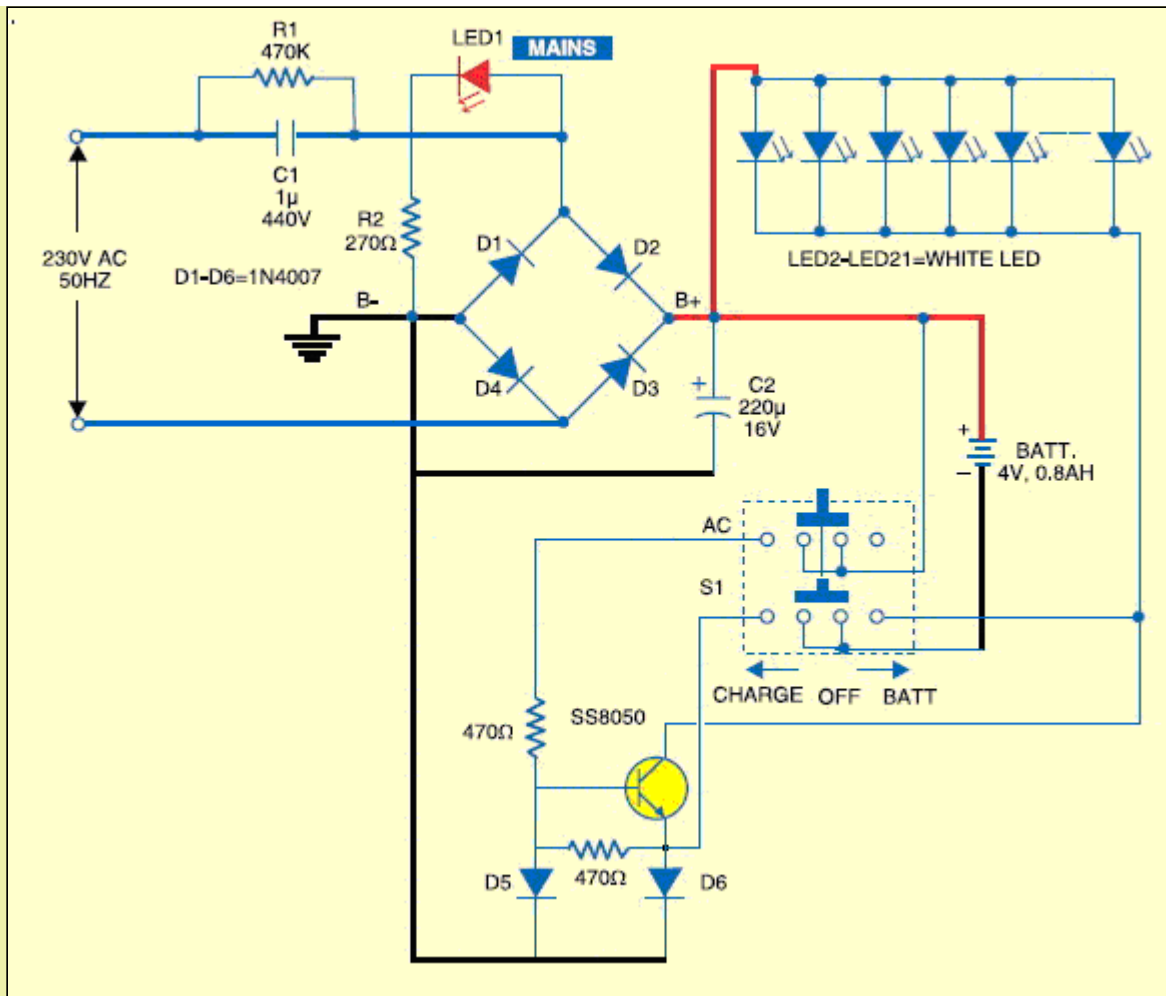 R1
470K
LED1
MAINS
C1
1µ
440V
R2
270Ω
230V AC
50HZ
D1-D6=1N4007
D1
D2
B-
B+
D4
D3
LED2-LED21=WHITE LED
+
C2
220µ
16V
+
BATT.
–
4V, 0.8AH
AC
S1
CHARGE OFF BATT
470Ω
SS8050
470Ω
D5
D6